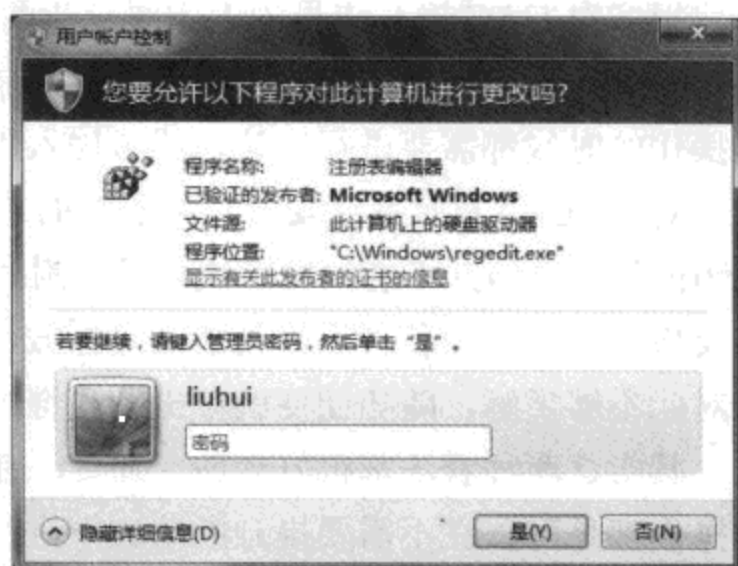 用户帐户控制
您要允许以下程序对此计算机进行更改吗?
程序名称: 注册表编辑器
已验证的发布者: Microsoft Windows
文件源: 此计算机上的硬盘驱动器
程序位置: "C:\Windows\regedit.exe"
显示有关此发布者的证书的信息
若要继续，请键入管理员密码，然后单击“是”。
liuhui
密码
隐藏详细信息(D)
是(Y)
否(N)